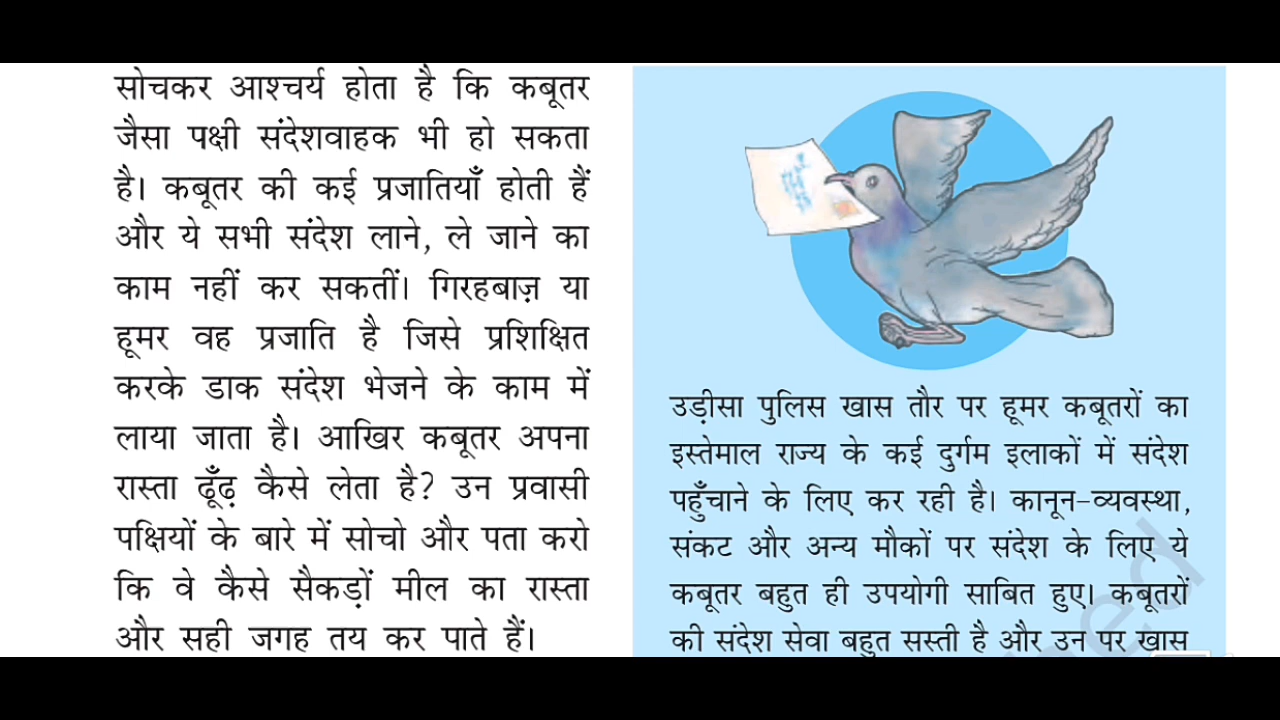 सोचकर आश्चर्य होता है कि कबूतर
जैसा पक्षी संदेशवाहक भी हो सकता
है। कबूतर की कई प्रजातियाँ होती हैं
और ये सभी संदेश लाने, ले जाने का
काम नहीं कर सकतीं। गिरहबाज़ या
हूमर वह प्रजाति है जिसे प्रशिक्षित
करके डाक संदेश भेजने के काम में
लाया जाता है। आखिर कबूतर अपना
रास्ता ढूँढ़ कैसे लेता है? उन प्रवासी
पक्षियों के बारे में सोचो और पता करो
कि वे कैसे सैकड़ों मील का रास्ता
और सही जगह तय कर पाते हैं।
उड़ीसा पुलिस खास तौर पर हूमर कबूतरों का
इस्तेमाल राज्य के कई दुर्गम इलाकों में संदेश
पहुँचाने के लिए कर रही है। कानून-व्यवस्था,
संकट और अन्य मौकों पर संदेश के लिए ये
कबूतर बहुत ही उपयोगी साबित हुए। कबूतरों
की संदेश सेवा बहुत सस्ती है और उन पर खास
hed